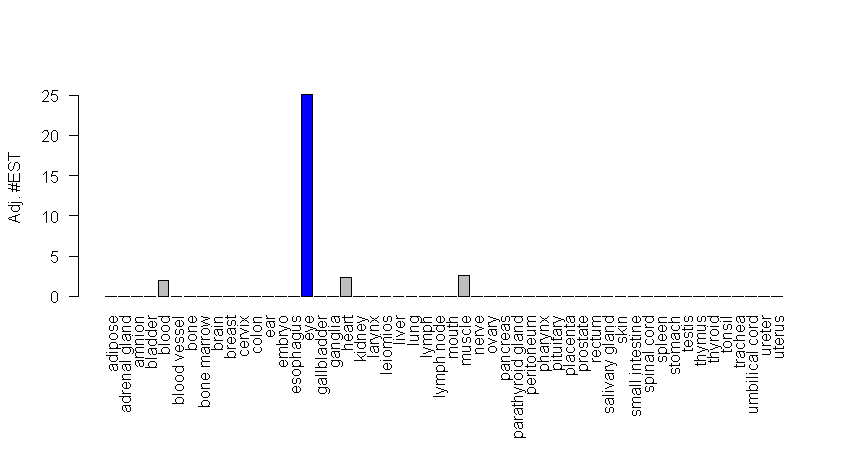 Adj. #EST
25
20
15
10
5
0
adipose
adrenal gland
amnion
bladder
blood
blood vessel
bone
bone marrow
brain
breast
cervix
colon
ear
embryo
esophagus
eye
gallbladder
ganglia
heart
kidney
larynx
leiomios
liver
lung
lymph
lymph node
mouth
muscle
nerve
ovary
pancreas
parathyroid gland
peritoneum
pharynx
pituitary
placenta
prostate
rectum
salivary gland
skin
small intestine
spinal cord
spleen
stomach
testis
thymus
thyroid
tonsil
trachea
umbilical cord
ureter
uterus